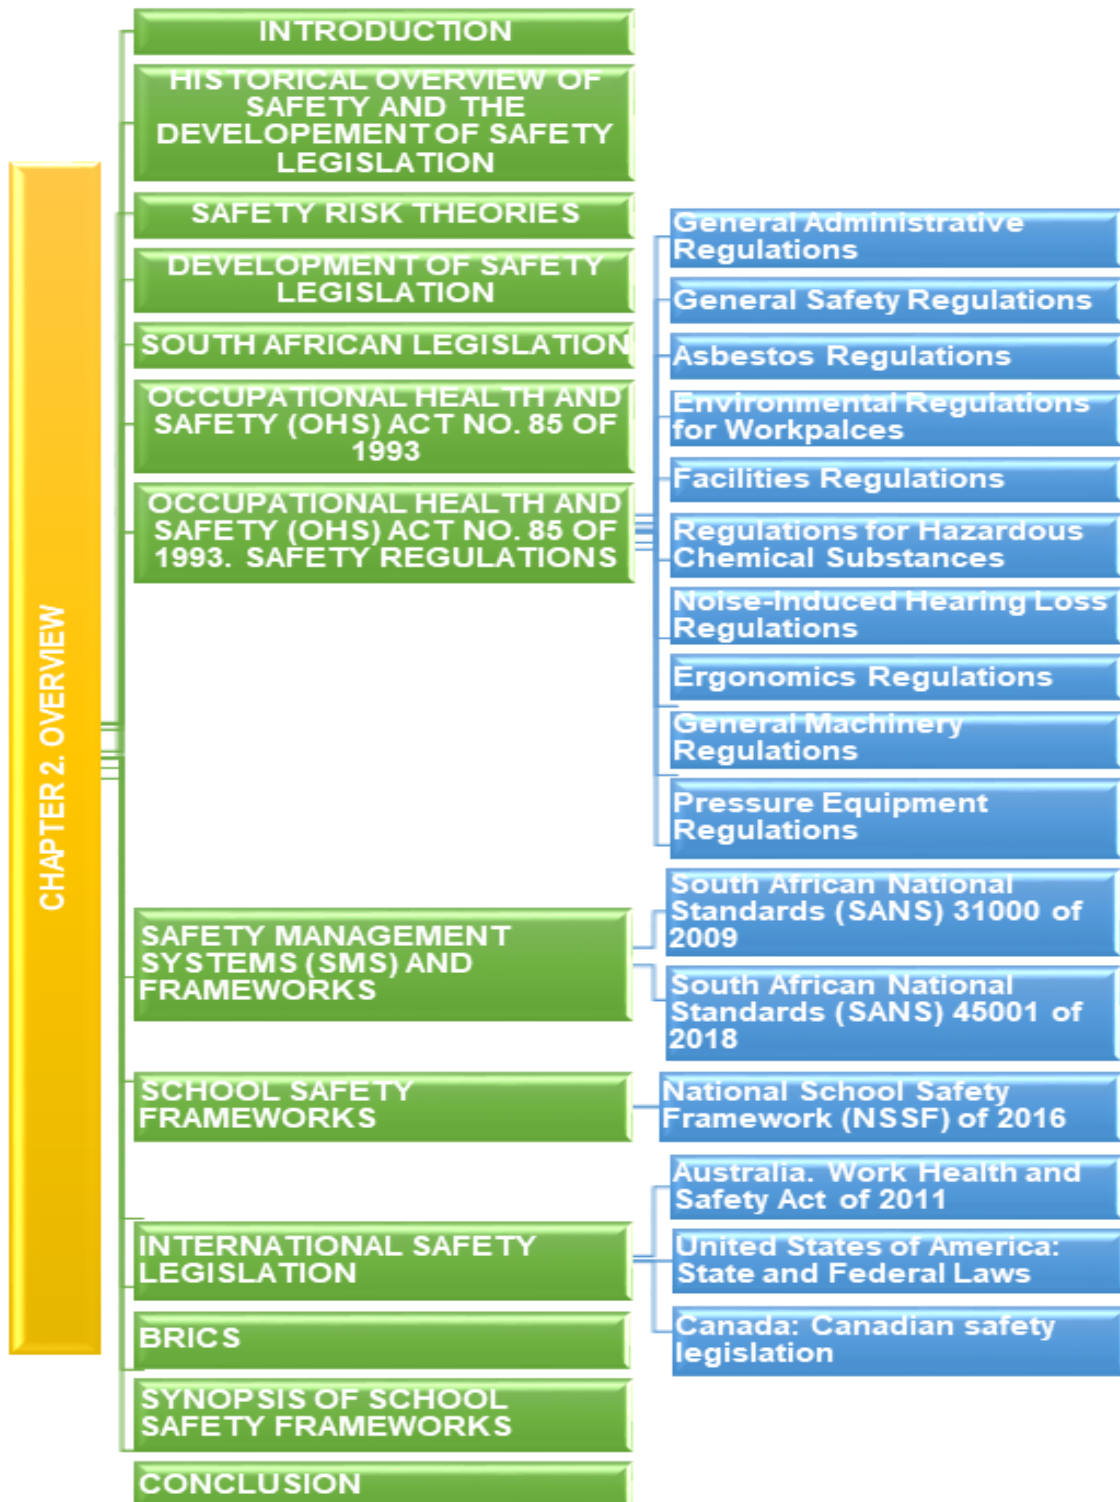 CHAPTER 2. OVERVIEW
INTRODUCTION
HISTORICAL OVERVIEW OF
SAFETY AND THE
DEVELOPEMENT OF SAFETY
LEGISLATION
SAFETY RISK THEORIES
DEVELOPMENT OF SAFETY
LEGISLATION
SOUTH AFRICAN LEGISLATION
OCCUPATIONAL HEALTH AND
SAFETY (OHS) ACT NO. 85 OF
1993
OCCUPATIONAL HEALTH AND
SAFETY (OHS) ACT NO. 85 OF
1993. SAFETY REGULATIONS
General Administrative
Regulations
General Safety Regulations
Asbestos Regulations
Environmental Regulations
for Workpalces
Facilities Regulations
Regulations for Hazardous
Chemical Substances
Noise-Induced Hearing Loss
Regulations
Ergonomics Regulations
General Machinery
Regulations
Pressure Equipment
Regulations
SAFETY MANAGEMENT
SYSTEMS (SMS) AND
FRAMEWORKS
South African National
Standards (SANS) 31000 of
2009
South African National
Standards (SANS) 45001 of
2018
SCHOOL SAFETY
FRAMEWORKS
National School Safety
Framework (NSSF) of 2016
INTERNATIONAL SAFETY
LEGISLATION
Australia. Work Health and
Safety Act of 2011
United States of America:
State and Federal Laws
Canada: Canadian safety
legislation
BRICS
SYNOPSIS OF SCHOOL
SAFETY FRAMEWORKS
CONCLUSION